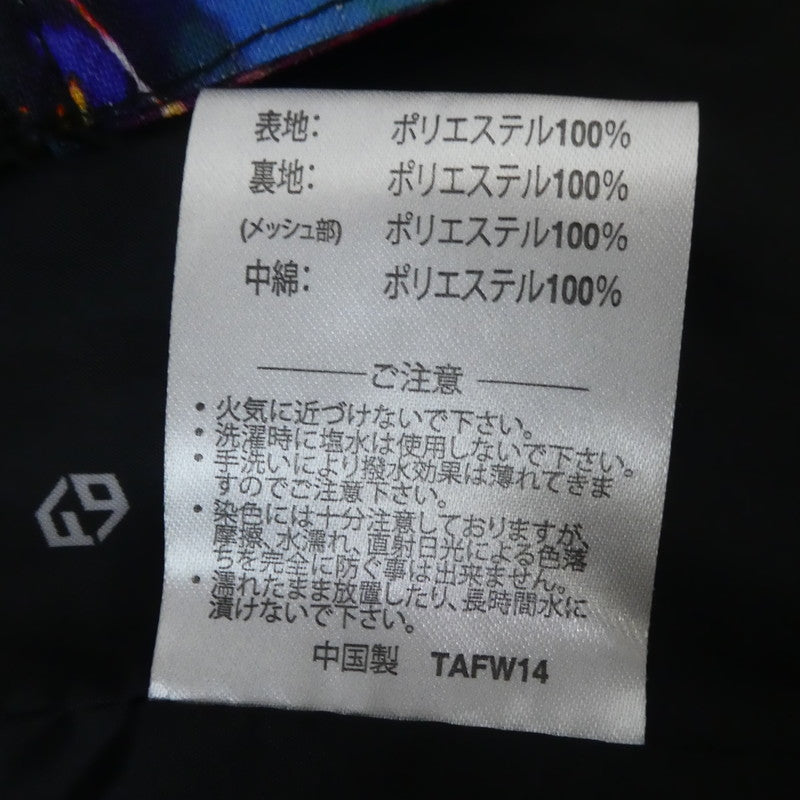 表地: ポリエステル100%
裏地: ポリエステル100%
(メッシュ部) ポリエステル100%
中綿: ポリエステル100%
ご注意
・火気に近づけないで下さい。
・洗濯時に塩水は使用しないで下さい。
・手洗いにより撥水効果は薄れてきま
すのでご注意下さい。
・染色には十分注意しておりますが、
摩擦、水濡れ、直射日光による色落
ちを完全に防ぐ事は出来ません。
・濡れたまま放置したり、長時間水に
漬けないで下さい。
中国製 TAFW14